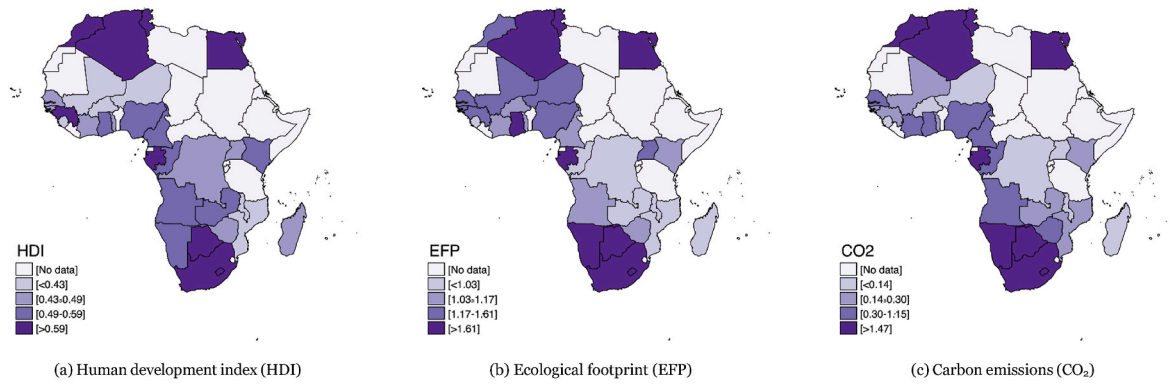 HDI
[No data]
[<0.43]
[0.43-0.49]
[0.49-0.59]
[>0.59]
EFP
[No data]
[<1.03]
[1.03-1.17]
[1.17-1.61]
[>1.61]
CO2
[No data]
[<0.14]
[0.14-0.30]
[0.30-1.15]
[>1.47]
(a) Human development index (HDI)
(b) Ecological footprint (EFP)
(c) Carbon emissions (CO₂)